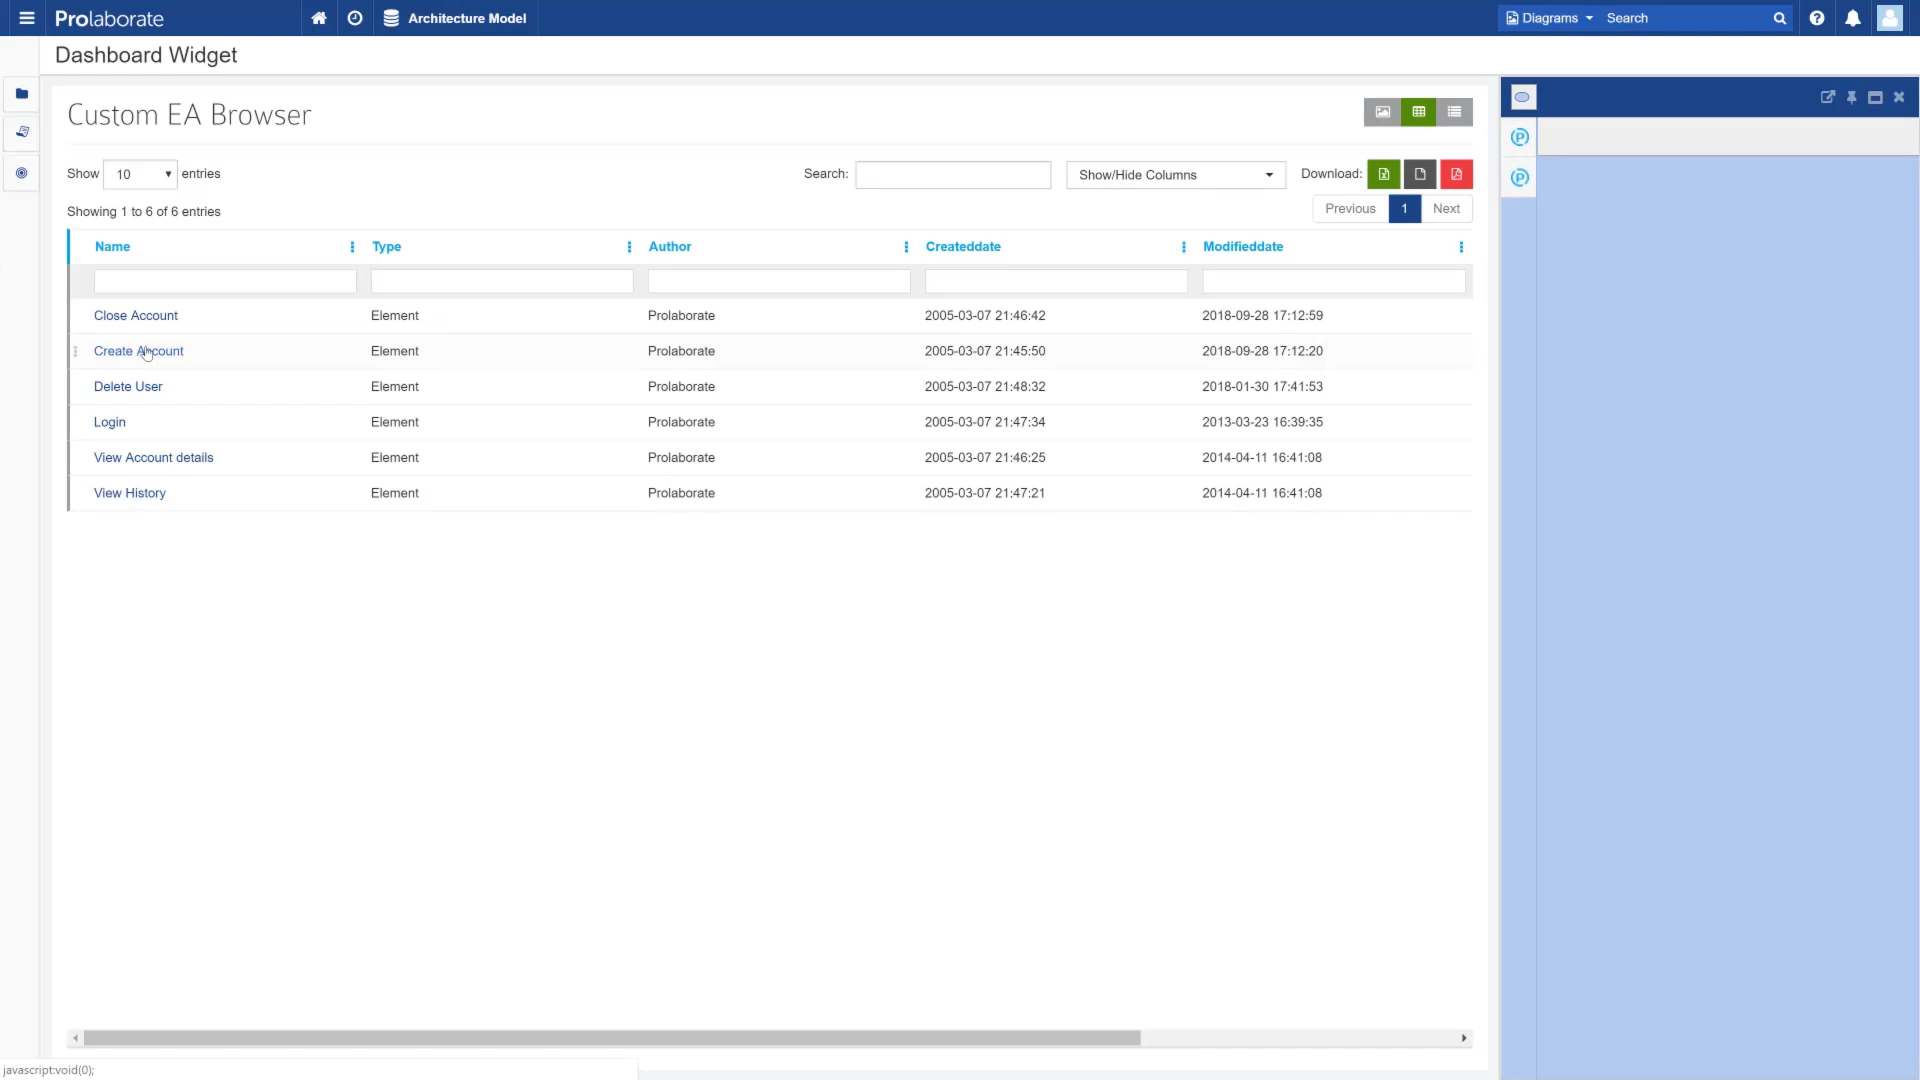 Prolaborate Architecture Model Diagrams Search
Dashboard Widget
Custom EA Browser
Show 10 entries Search: Show/Hide Columns Download:
Showing 1 to 6 of 6 entries Previous 1 Next
Name Type Author Createddate Modifieddate
Close Account Element Prolaborate 2005-03-07 21:46:42 2018-09-28 17:12:59
Create Account Element Prolaborate 2005-03-07 21:45:50 2018-09-28 17:12:20
Delete User Element Prolaborate 2005-03-07 21:48:32 2018-01-30 17:41:53
Login Element Prolaborate 2005-03-07 21:47:34 2013-03-23 16:39:35
View Account details Element Prolaborate 2005-03-07 21:46:25 2014-04-11 16:41:08
View History Element Prolaborate 2005-03-07 21:47:21 2014-04-11 16:41:08
javascript:void(0);